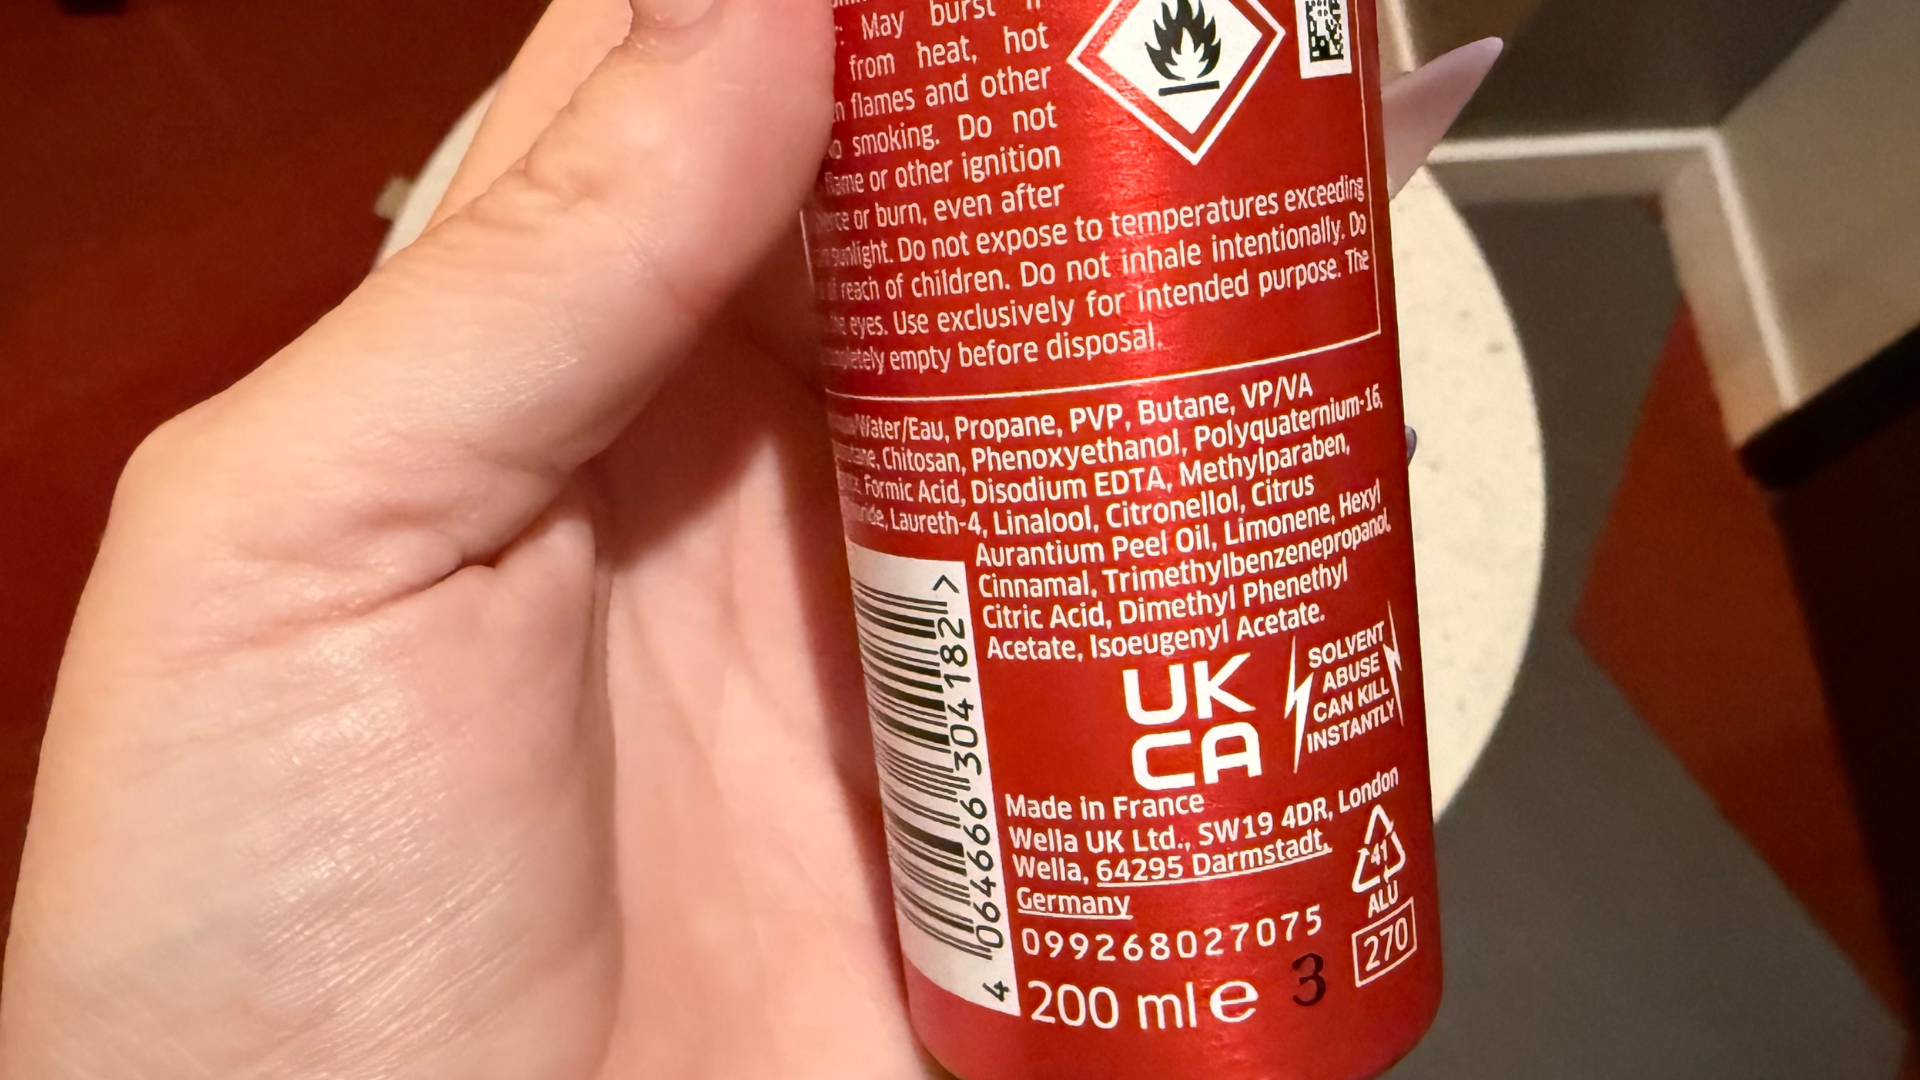 May burst if
from heat, hot
flames and other
smoking. Do not
flame or other ignition
or burn, even after
sunlight. Do not expose to temperatures exceeding
of reach of children. Do not inhale intentionally. Do
the eyes. Use exclusively for intended purpose. The
completely empty before disposal.
Water/Eau, Propane, PVP, Butane, VP/VA
Chitosan, Phenoxyethanol, Polyquaternium-16,
Formic Acid, Disodium EDTA, Methylparaben,
Laureth-4, Linalool, Citronellol, Citrus
Aurantium Peel Oil, Limonene, Hexyl
Cinnamal, Trimethylbenzenepropanol,
Citric Acid, Dimethyl Phenethyl
Acetate, Isoeugenyl Acetate.
UK
CA
SOLVENT
ABUSE
CAN KILL
INSTANTLY
Made in France
Wella UK Ltd., SW19 4DR, London
Wella, 64295 Darmstadt,
Germany
099268027075
41
ALU
270
200 ml e
3
4 064666 304182 >